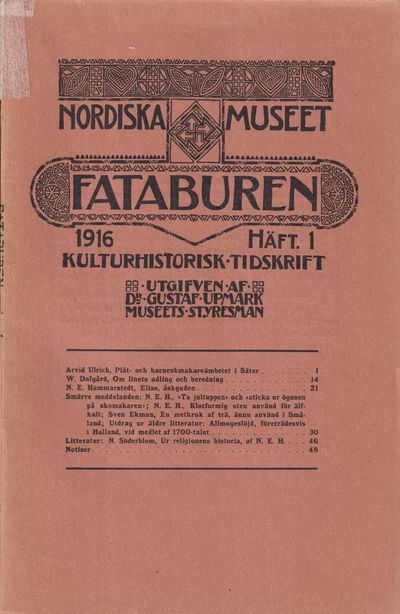 NORDISKA MUSEET
FATABUREN
1916 HÄFT. 1
KULTURHISTORISK·TIDSKRIFT
·UTGIFVEN·AF·
DR·GUSTAF·UPMARK
MUSEETS·STYRESMAN
Arvid Ulrich, Plåt- och harneskmakareämbetet i Säter . . . . . . . . 1
W. Dalgård, Om linets odling och beredning . . . . . . . . . . . . . 14
N. E. Hammarstedt, Elias, åskguden . . . . . . . . . . . . . . . . . 21
Smärre meddelanden: N. E. H., »Ta jultuppen» och »sticka ur ögonen
på skomakaren»; N. E. H., Klotformig sten använd för älf-
kult; Sven Ekman, En metkrok af trä, ännu använd i Små-
land; Utdrag ur äldre litteratur: Allmogeslöjd, företrädesvis
i Halland, vid medlet af 1700-talet . . . . . . . . . . . . . . . 30
Litteratur: N. Söderblom, Ur religionens historia, af N. E. H. . . . 46
Notiser . . . . . . . . . . . . . . . . . . . . . . . . . . . . . . 48